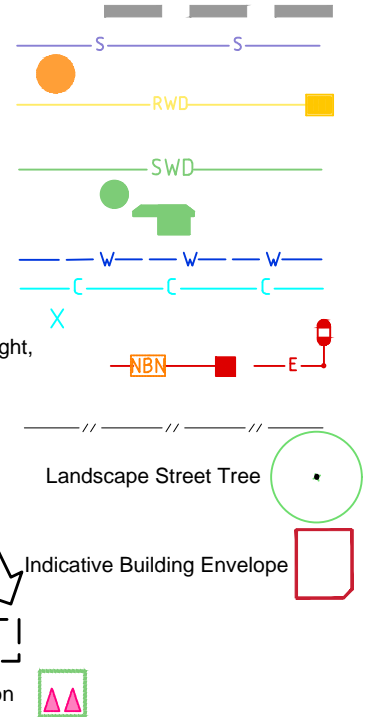 S S
RWD
SWD
W W W
C C C
X
ght,
NBN E
// // //
Landscape Street Tree
Indicative Building Envelope
on